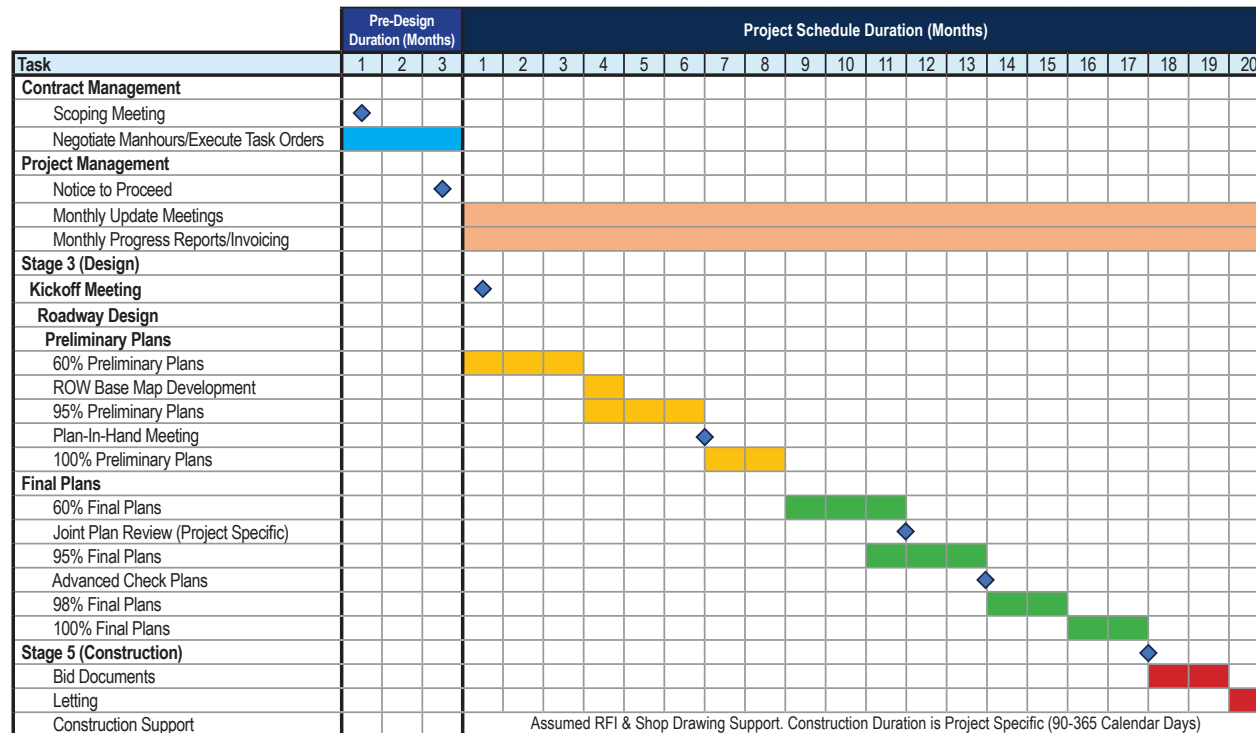 Pre-Design
Duration (Months)
Project Schedule Duration (Months)
Task 1 2 3 1 2 3 4 5 6 7 8 9 10 11 12 13 14 15 16 17 18 19 20
Contract Management
Scoping Meeting
Negotiate Manhours/Execute Task Orders
Project Management
Notice to Proceed
Monthly Update Meetings
Monthly Progress Reports/Invoicing
Stage 3 (Design)
Kickoff Meeting
Roadway Design
Preliminary Plans
60% Preliminary Plans
ROW Base Map Development
95% Preliminary Plans
Plan-In-Hand Meeting
100% Preliminary Plans
Final Plans
60% Final Plans
Joint Plan Review (Project Specific)
95% Final Plans
Advanced Check Plans
98% Final Plans
100% Final Plans
Stage 5 (Construction)
Bid Documents
Letting
Construction Support Assumed RFI & Shop Drawing Support. Construction Duration is Project Specific (90-365 Calendar Days)